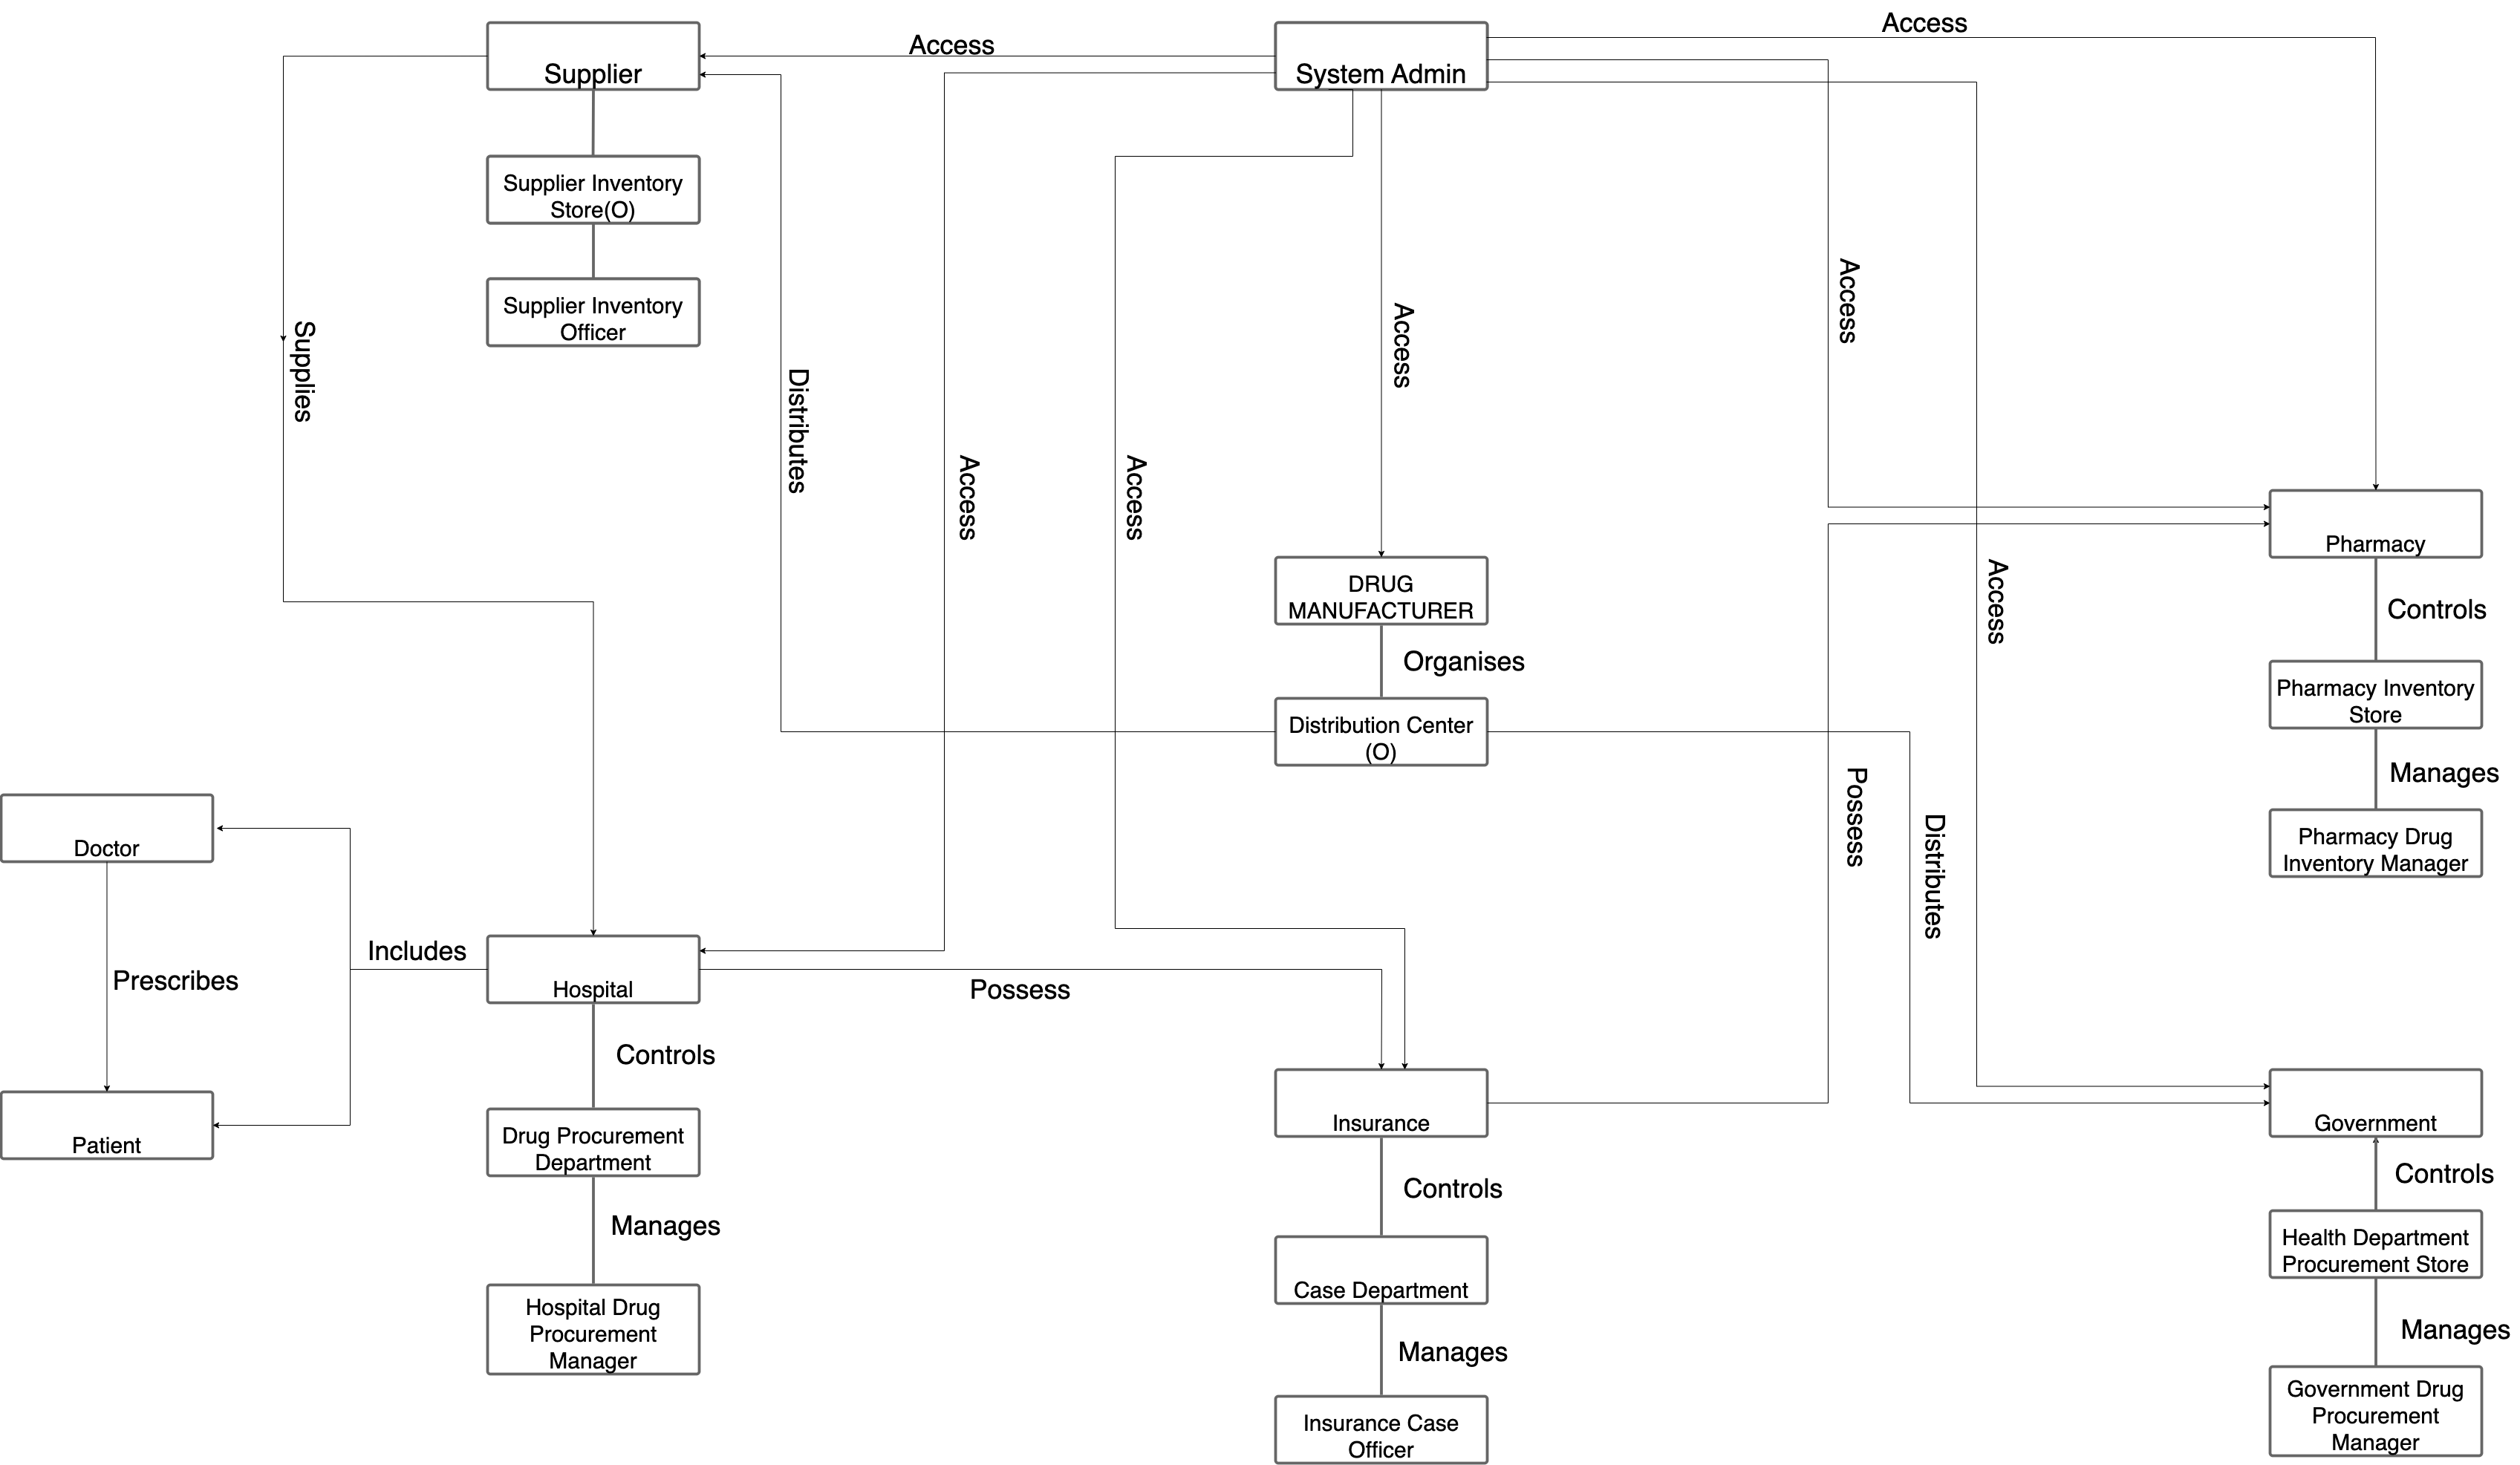 Access
Access
Supplier
System Admin
Supplier Inventory
Store(O)
Supplier Inventory
Officer
Supplies
Distributes
Access
Access
Access
Access
Access
DRUG
MANUFACTURER
Organises
Distribution Center
(O)
Pharmacy
Controls
Pharmacy Inventory
Store
Manages
Pharmacy Drug
Inventory Manager
Possess
Distributes
Doctor
Prescribes
Patient
Includes
Hospital
Possess
Controls
Drug Procurement
Department
Manages
Hospital Drug
Procurement
Manager
Insurance
Controls
Case Department
Manages
Insurance Case
Officer
Government
Controls
Health Department
Procurement Store
Manages
Government Drug
Procurement
Manager